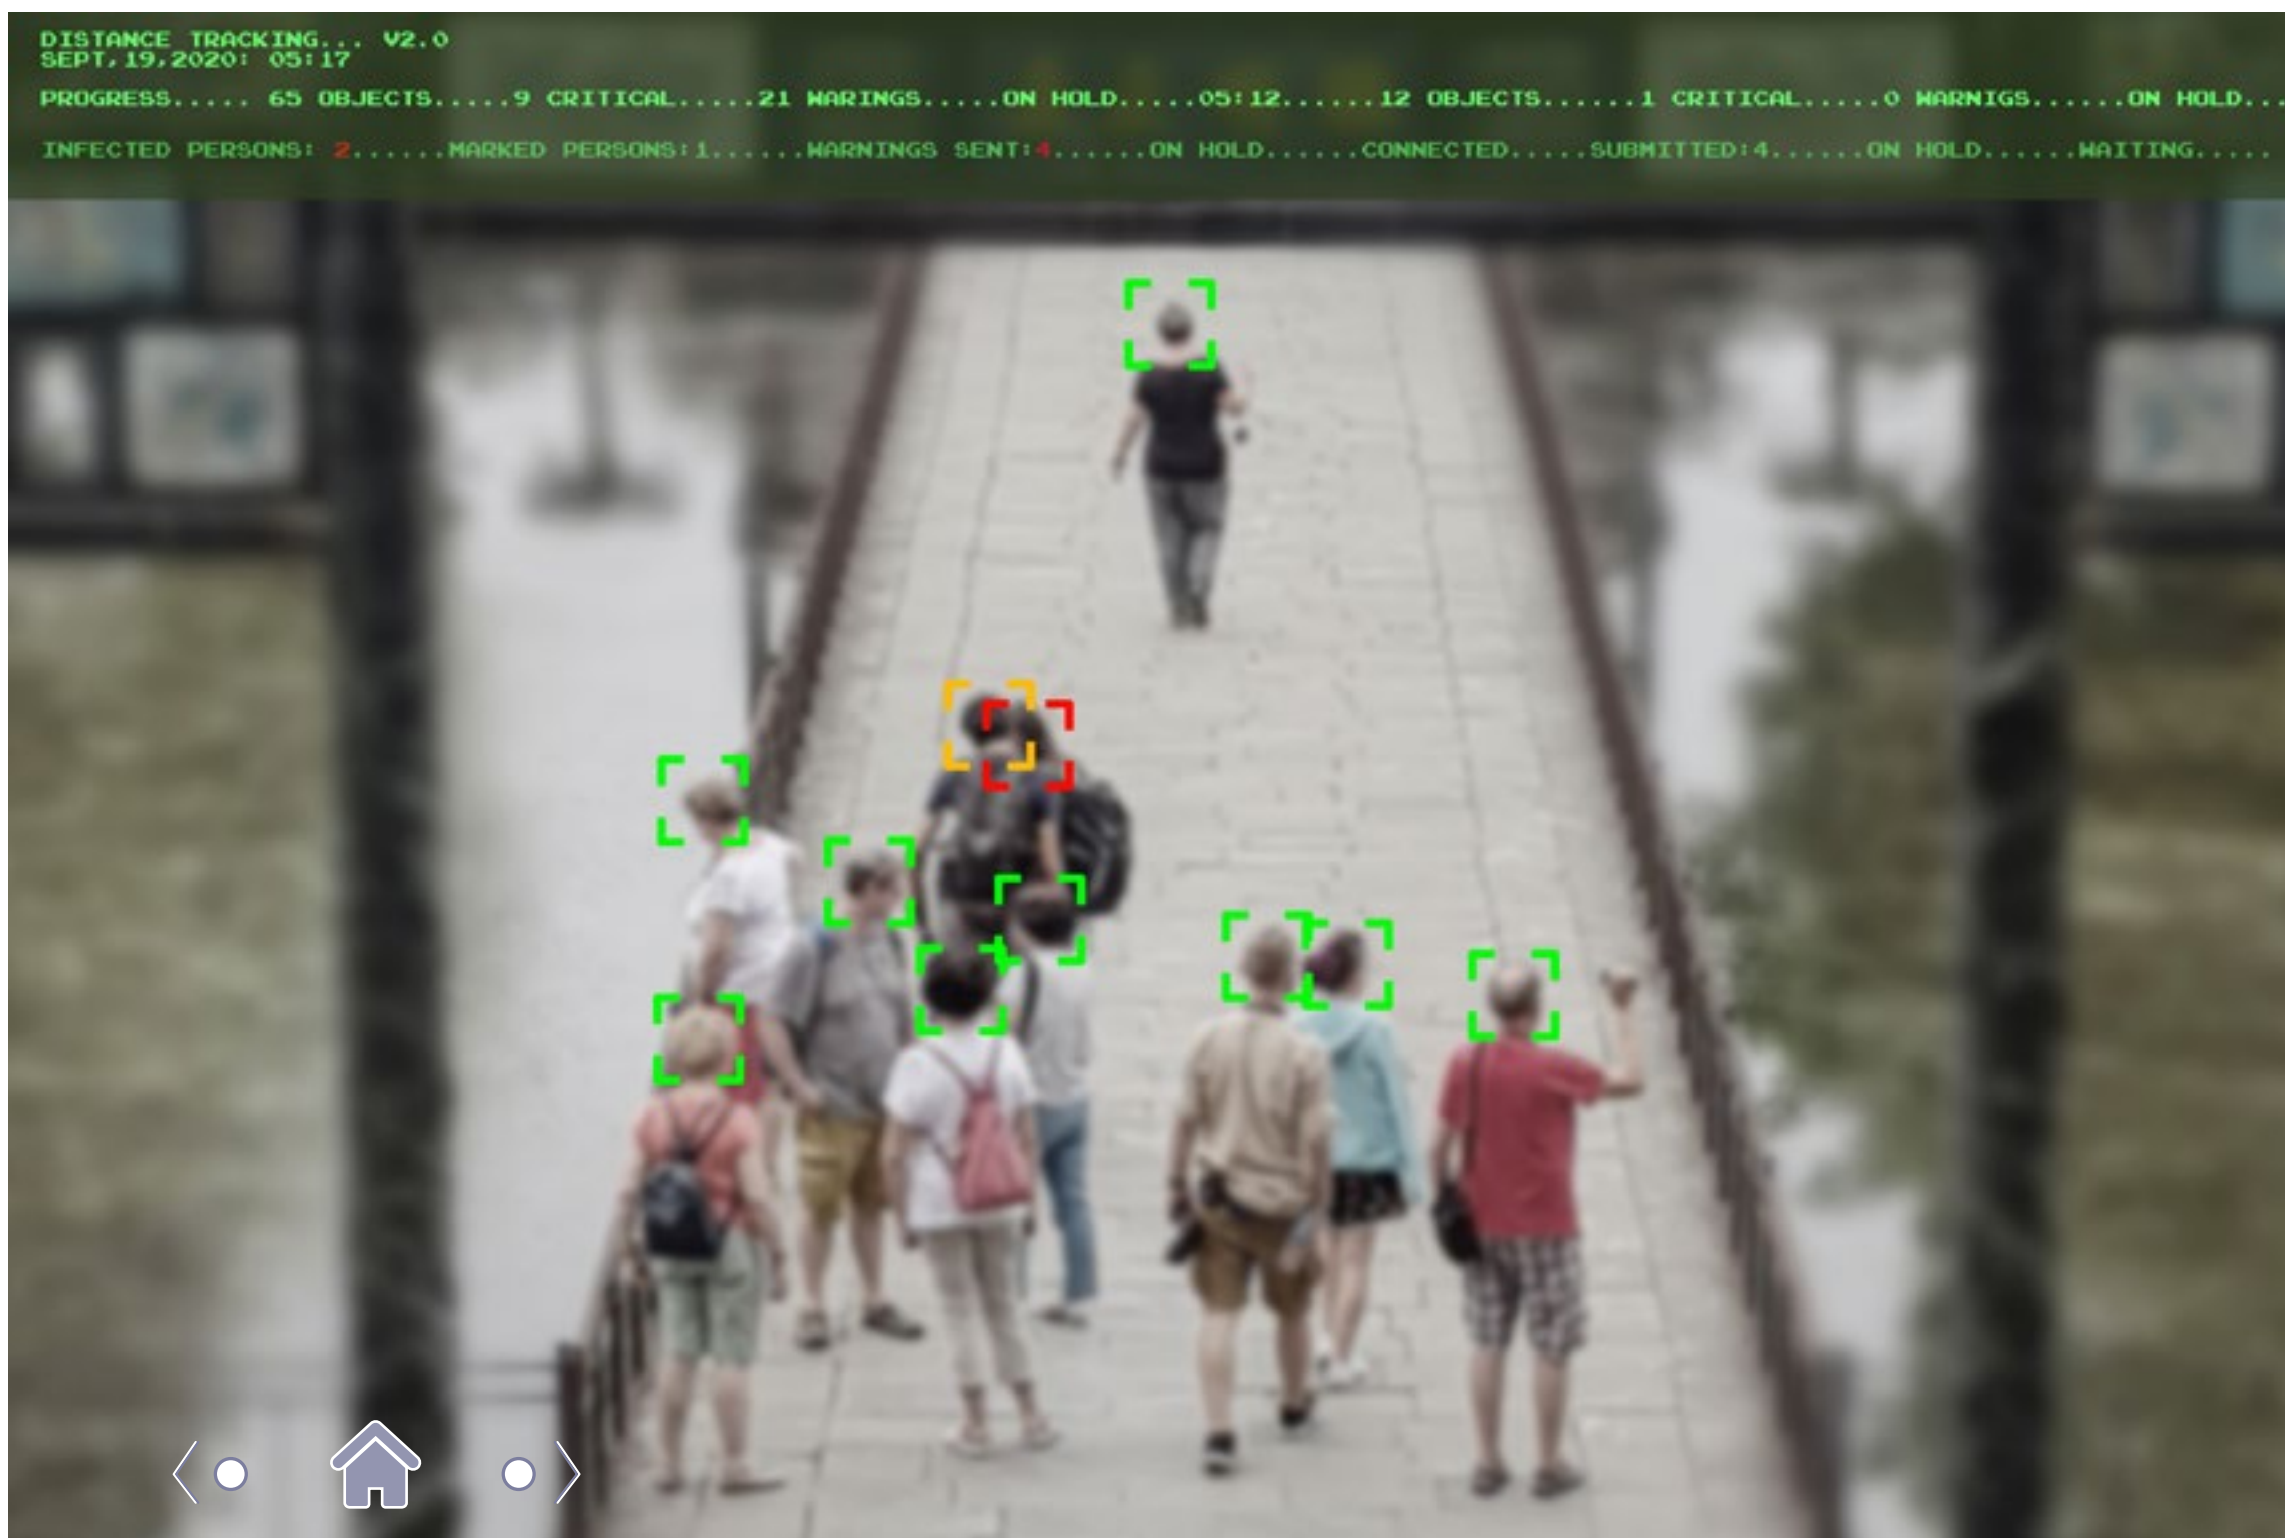 DISTANCE TRACKING... V2.0
SEPT,19,2020: 05:17
PROGRESS..... 65 OBJECTS.....9 CRITICAL.....21 WARINGS.....ON HOLD.....05:12......12 OBJECTS......1 CRITICAL.....0 WARNIGS......ON HOLD...
INFECTED PERSONS: 2......MARKED PERSONS:1......WARNINGS SENT:4......ON HOLD......CONNECTED.....SUBMITTED:4......ON HOLD......WAITING.....